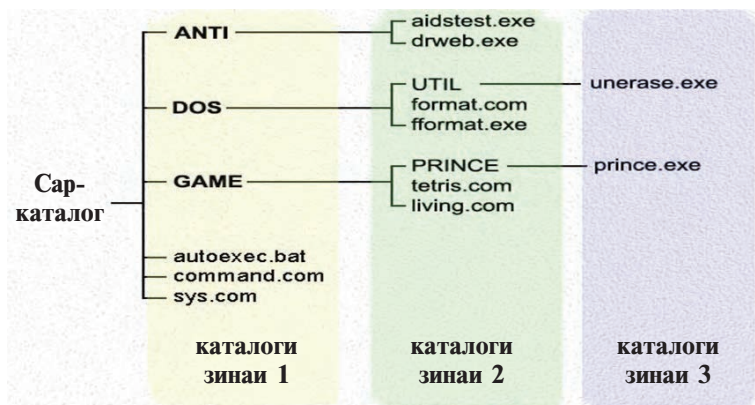 ANTI
aidstest.exe
drweb.exe
DOS
UTIL
unerase.exe
format.com
fformat.exe
Сар-
каталог
GAME
PRINCE
prince.exe
tetris.com
living.com
autoexec.bat
command.com
sys.com
каталоги
зинаи 1
каталоги
зинаи 2
каталоги
зинаи 3